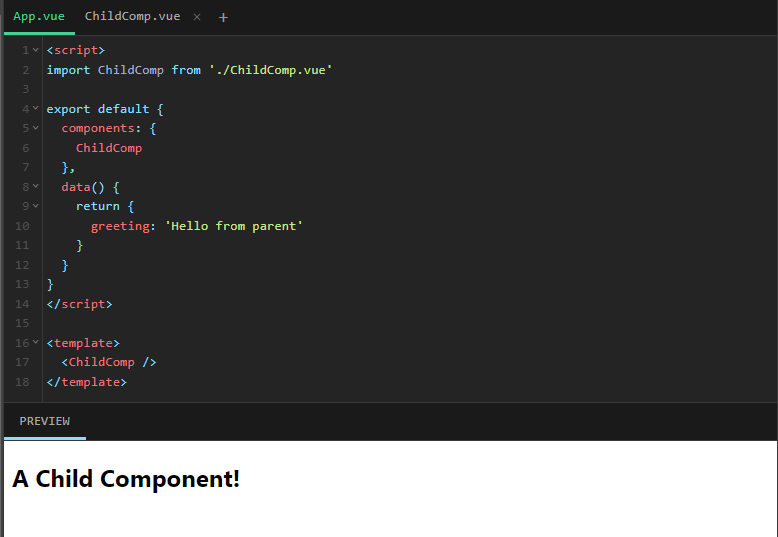 App.vue ChildComp.vue × +
1 <script>
2 import ChildComp from './ChildComp.vue'
3
4 export default {
5   components: {
6     ChildComp
7   },
8   data() {
9     return {
10       greeting: 'Hello from parent'
11     }
12   }
13 }
14 </script>
15
16 <template>
17   <ChildComp />
18 </template>
PREVIEW
A Child Component!